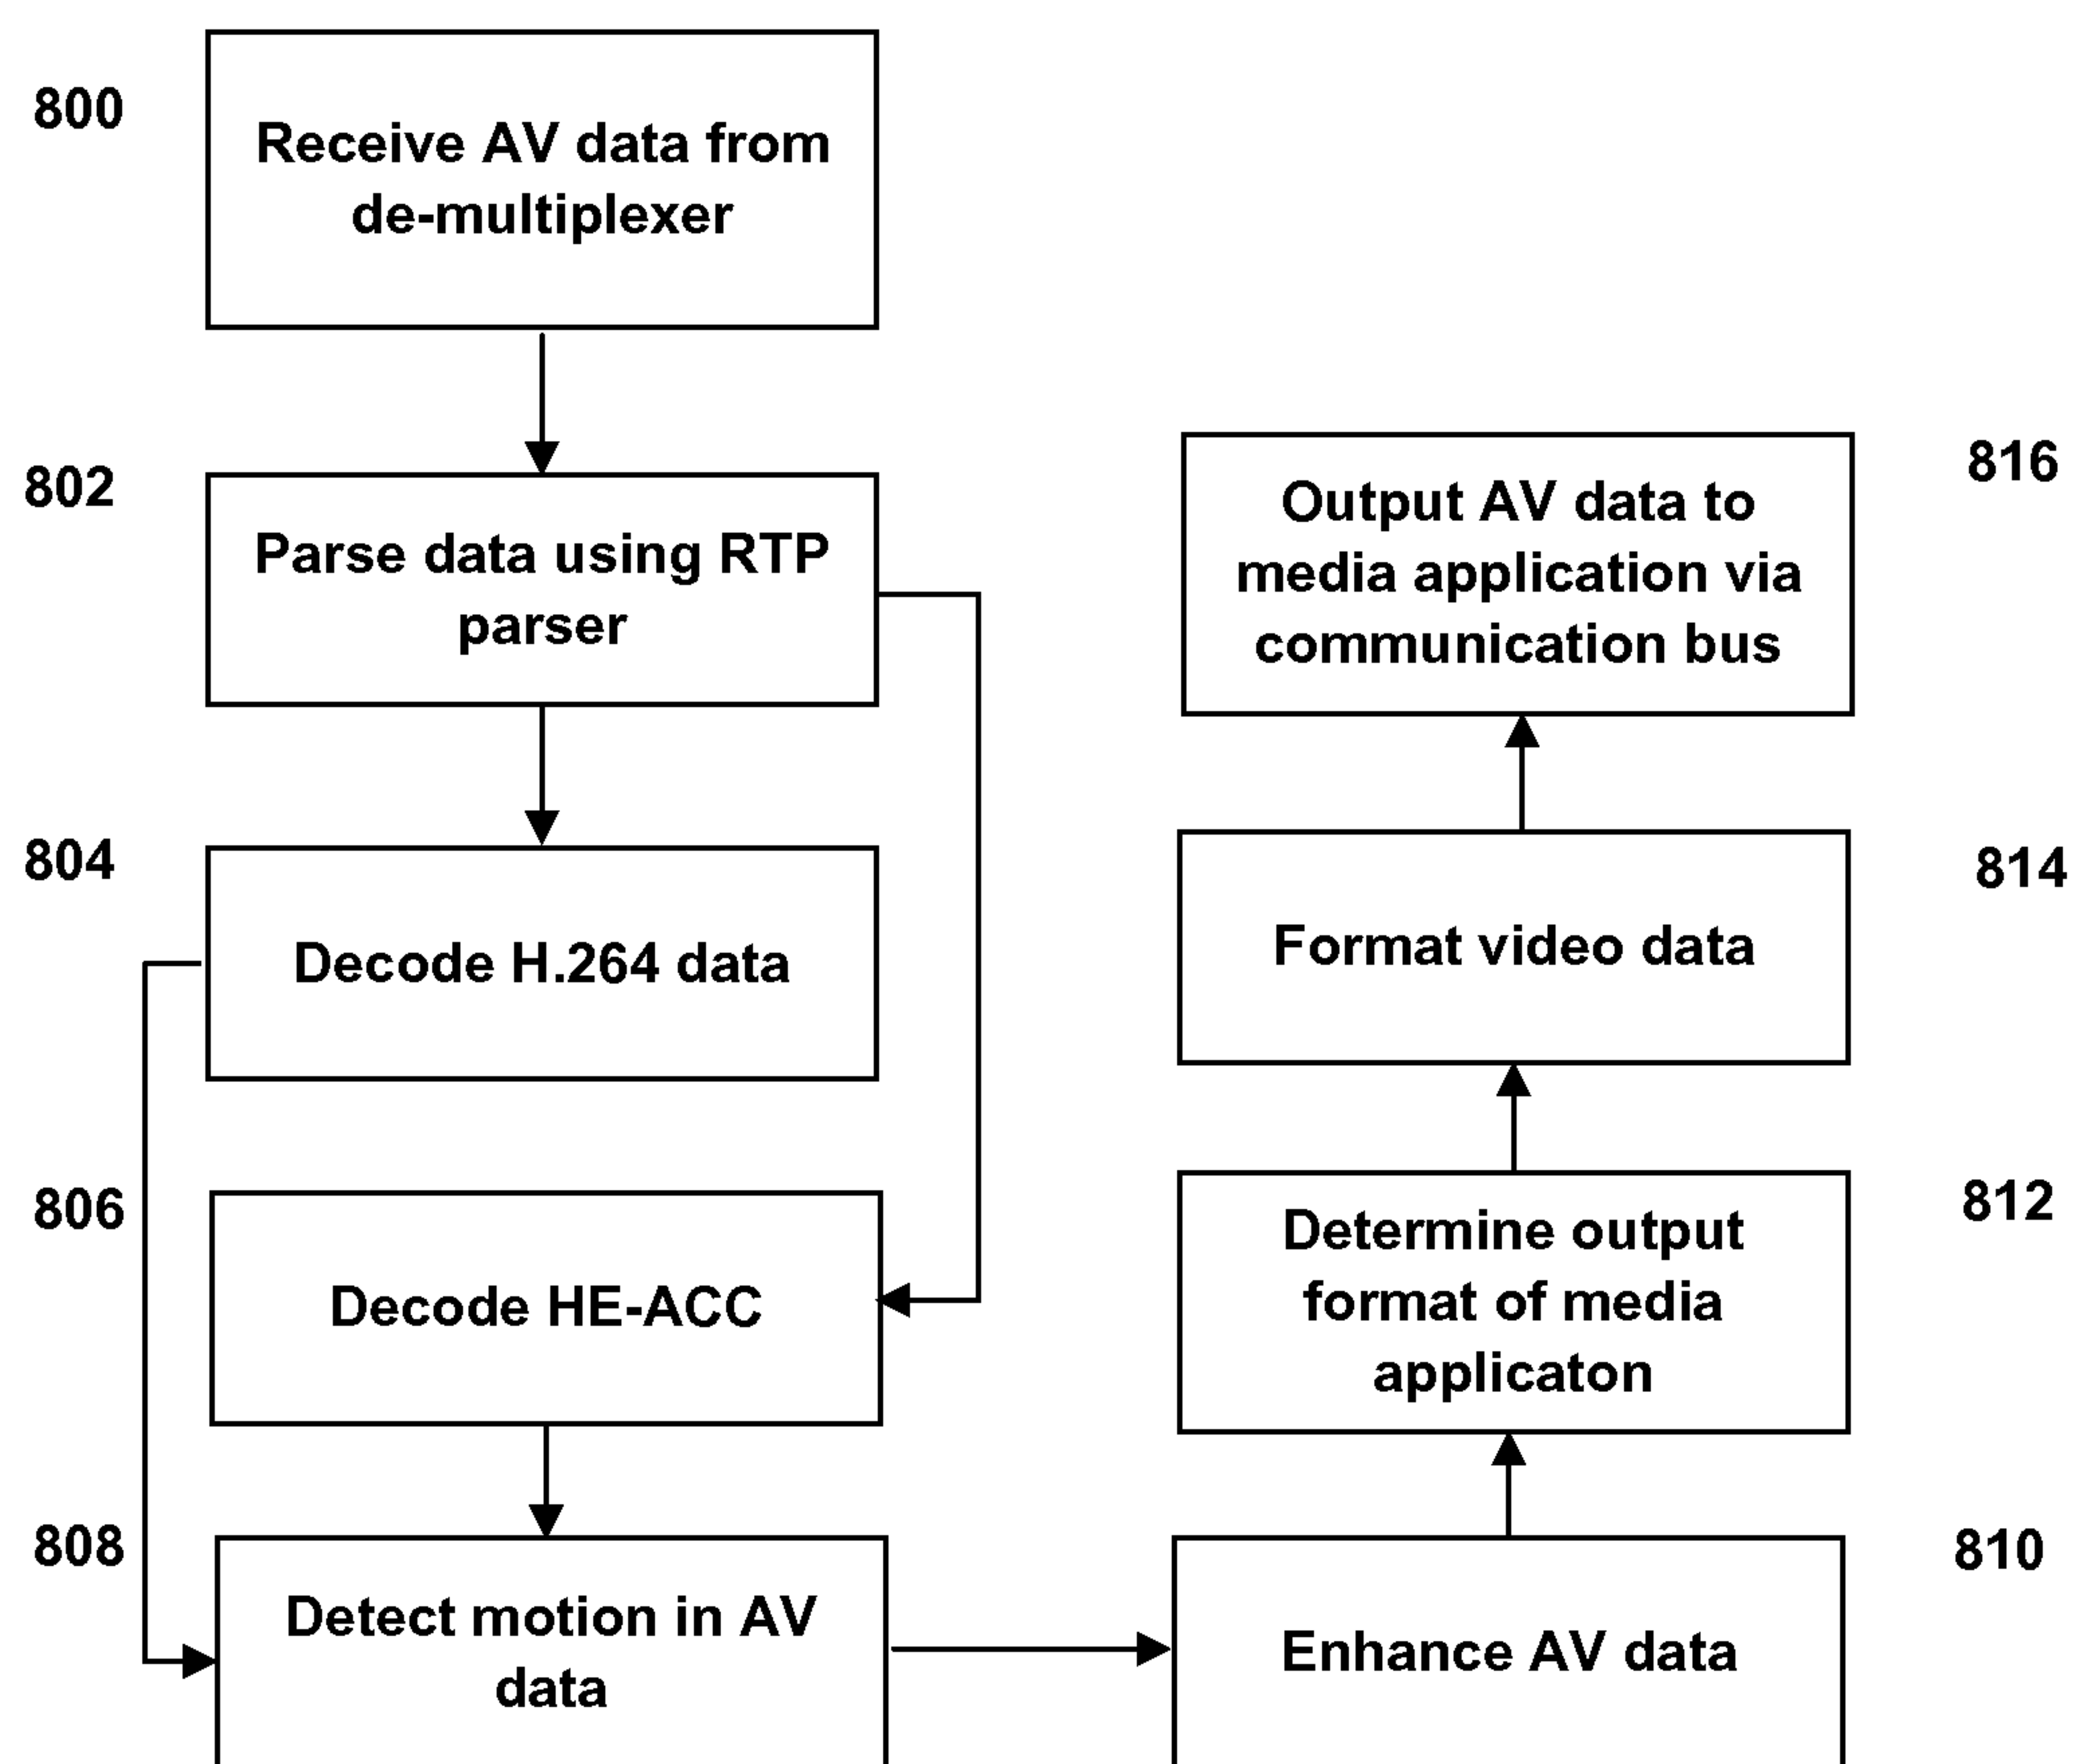 800
Receive AV data from
de-multiplexer
802
Parse data using RTP
parser
804
Decode H.264 data
806
Decode HE-ACC
808
Detect motion in AV
data
810
Enhance AV data
812
Determine output
format of media
applicaton
814
Format video data
816
Output AV data to
media application via
communication bus